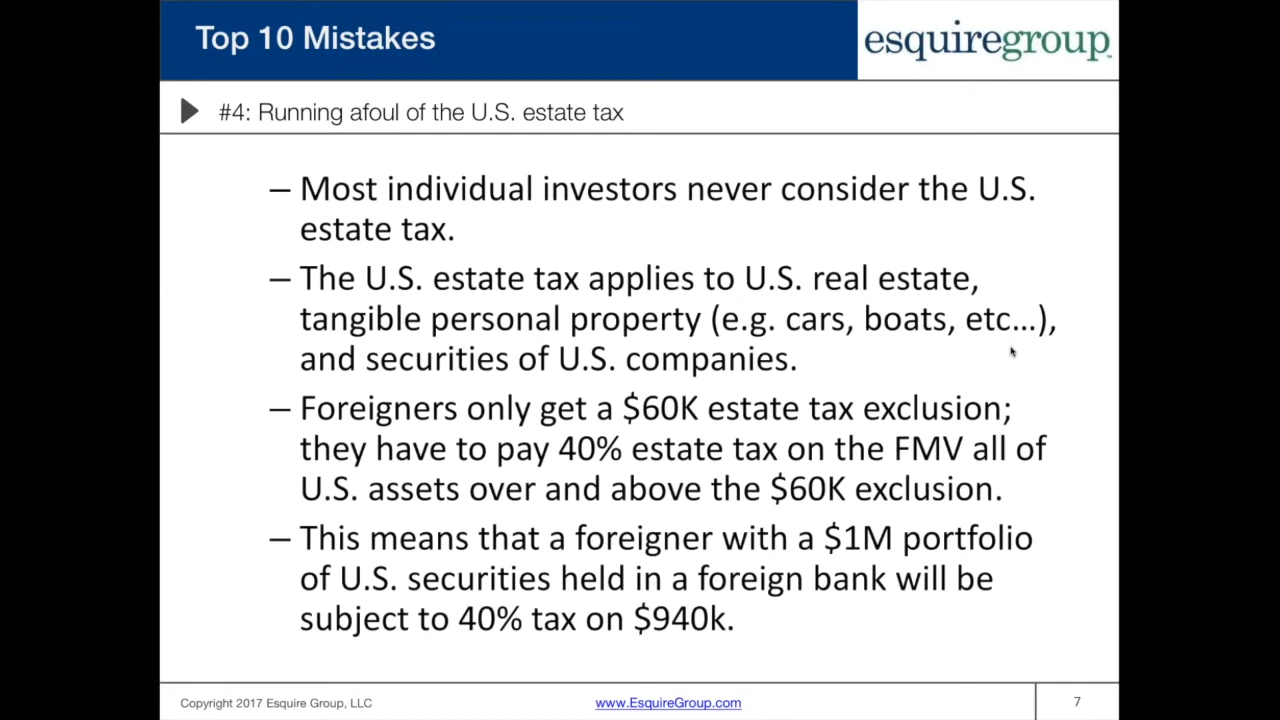 Top 10 Mistakes
esquiregroup
#4: Running afoul of the U.S. estate tax
– Most individual investors never consider the U.S.
estate tax.
– The U.S. estate tax applies to U.S. real estate,
tangible personal property (e.g. cars, boats, etc…),
and securities of U.S. companies.
– Foreigners only get a $60K estate tax exclusion;
they have to pay 40% estate tax on the FMV all of
U.S. assets over and above the $60K exclusion.
– This means that a foreigner with a $1M portfolio
of U.S. securities held in a foreign bank will be
subject to 40% tax on $940k.
Copyright 2017 Esquire Group, LLC
www.EsquireGroup.com
7